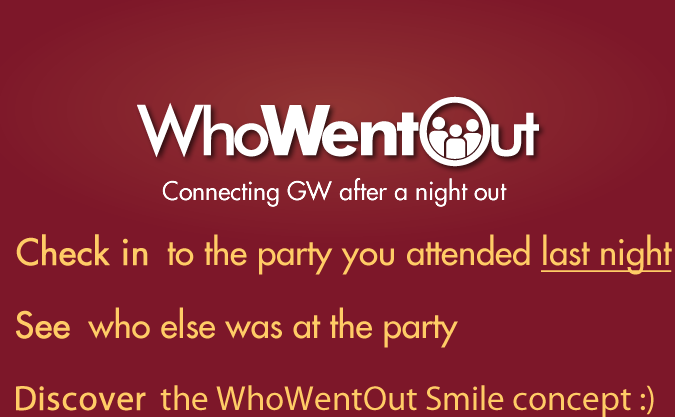 WhoWentOut
Connecting GW after a night out
Check in to the party you attended last night
See who else was at the party
Discover the WhoWentOut Smile concept :)